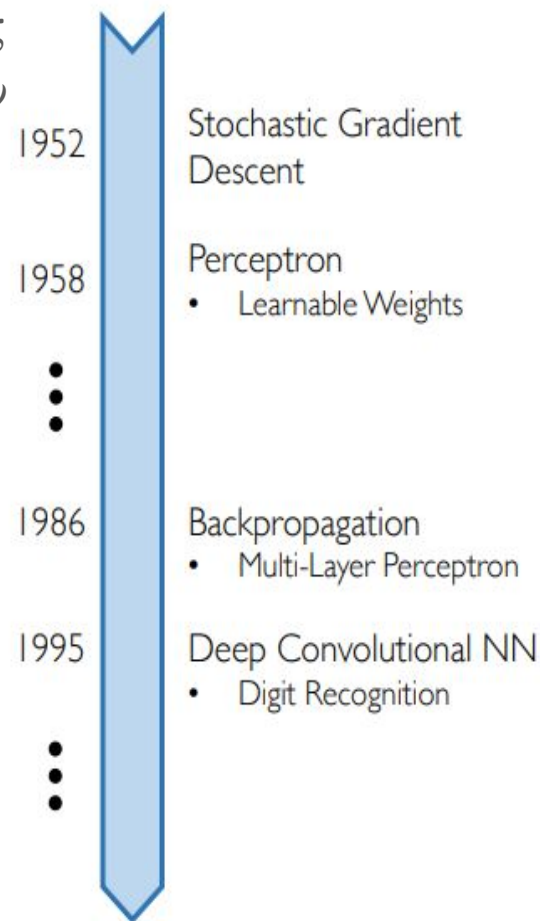 1952
Stochastic Gradient
Descent
1958
Perceptron
• Learnable Weights
1986
Backpropagation
• Multi-Layer Perceptron
1995
Deep Convolutional NN
• Digit Recognition